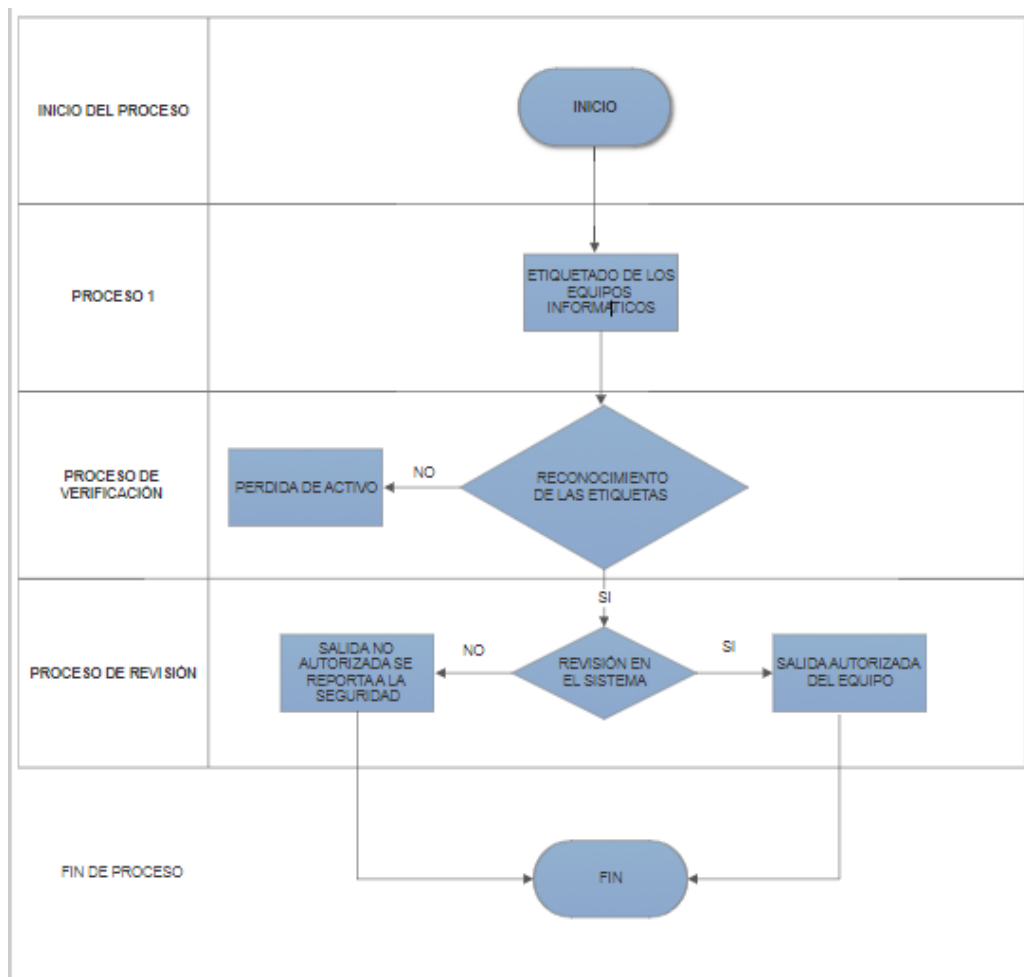 INICIO DEL PROCESO
INICIO
PROCESO 1
ETIQUETADO DE LOS
EQUIPOS
INFORMATICOS
PROCESO DE
VERIFICACIÓN
PERDIDA DE ACTIVO
NO
RECONOCIMIENTO
DE LAS ETIQUETAS
SI
PROCESO DE REVISIÓN
SALIDA NO
AUTORIZADA SE
REPORTA A LA
SEGURIDAD
NO
REVISIÓN EN
EL SISTEMA
SI
SALIDA AUTORIZADA
DEL EQUIPO
FIN DE PROCESO
FIN